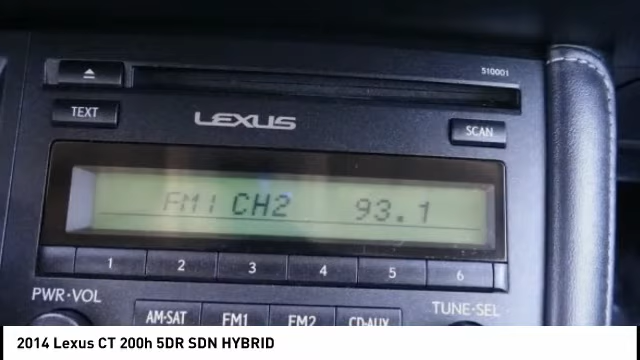 510001
TEXT
LEXUS
SCAN
FM1 CH2 93.1
1 2 3 4 5 6
PWR·VOL
TUNE·SEL
AM·SAT FM1 FM2 CD·AUX
2014 Lexus CT 200h 5DR SDN HYBRID